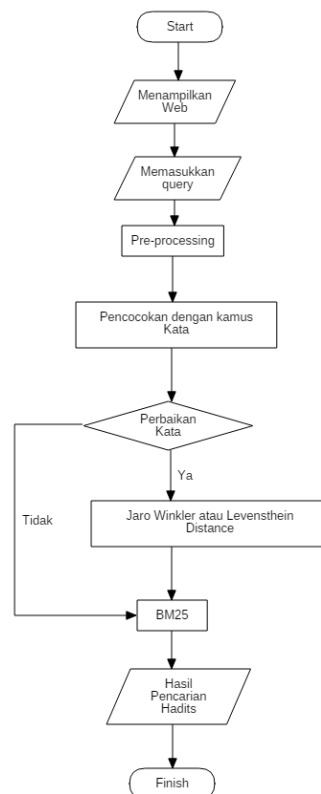 Start
Menampilkan
Web
Memasukkan
query
Pre-processing
Pencocokan dengan kamus
Kata
Perbaikan
Kata
Ya
Tidak
Jaro Winkler atau Levensthein
Distance
BM25
Hasil
Pencarian
Hadits
Finish